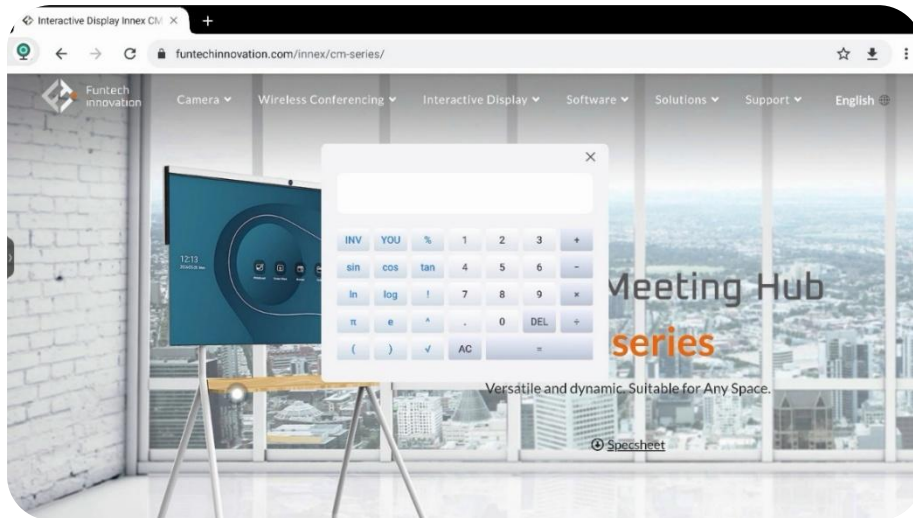 Interactive Display Innex CM
funtechinnovation.com/innex/cm-series/
Funtech
innovation
Camera
Wireless Conferencing
Interactive Display
Software
Solutions
Support
English
12:13
INV YOU % 1 2 3 +
sin cos tan 4 5 6 -
ln log ! 7 8 9 ×
π e ^ . 0 DEL ÷
( ) √ AC =
Meeting Hub
series
Versatile and dynamic. Suitable for Any Space.
Specsheet